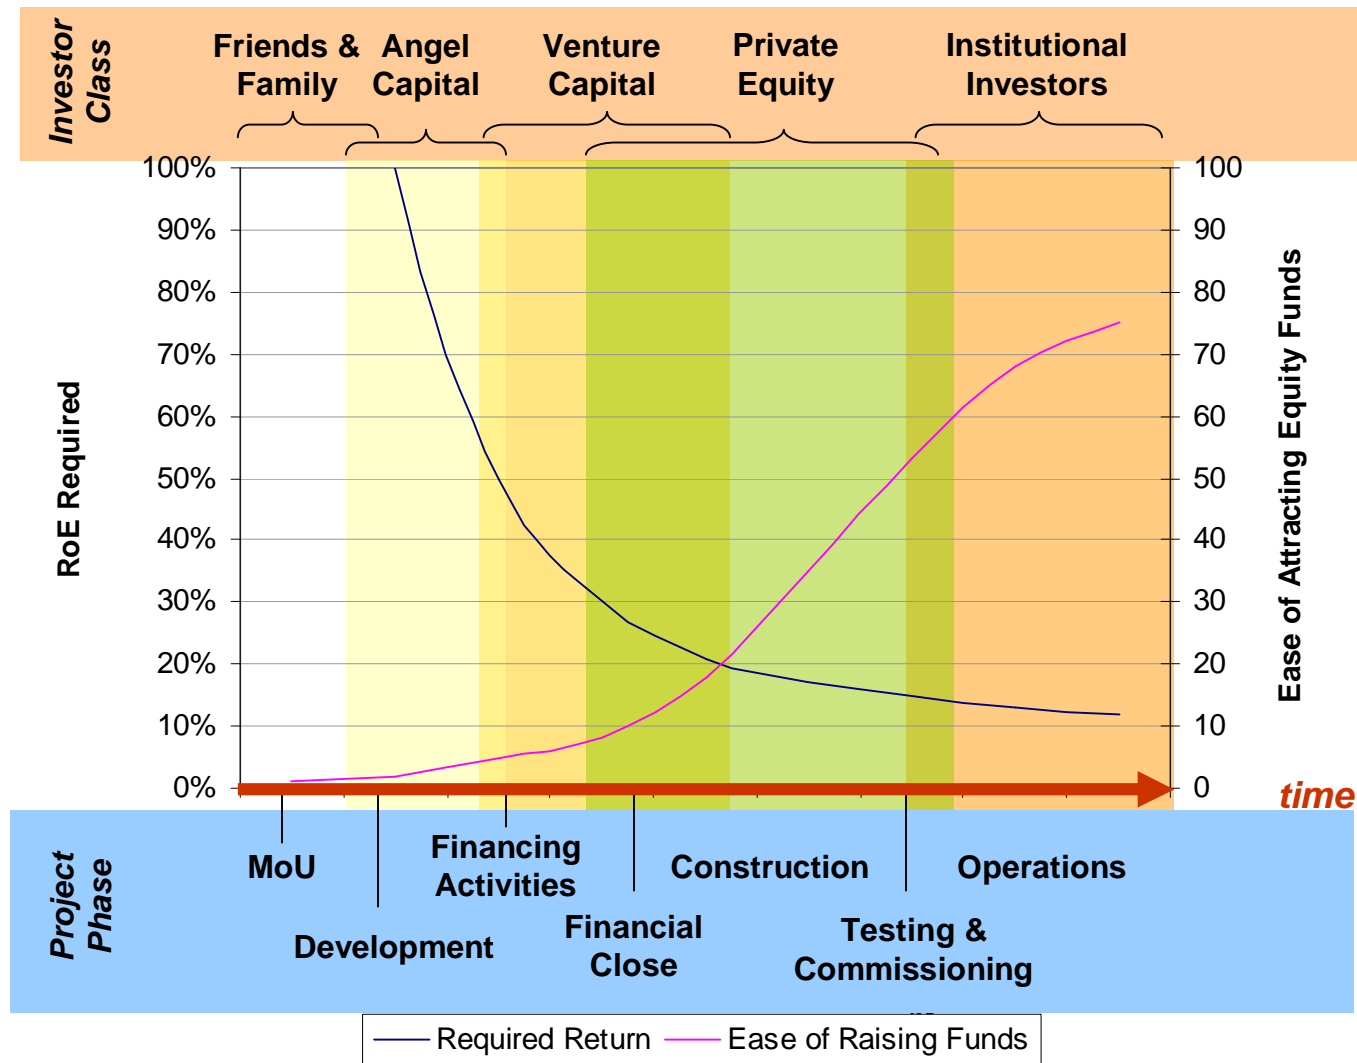 Investor
Class
Friends &
Family
Angel
Capital
Venture
Capital
Private
Equity
Institutional
Investors
100%
90%
80%
70%
60%
50%
40%
30%
20%
10%
0%
RoE Required
100
90
80
70
60
50
40
30
20
10
0
Ease of Attracting Equity Funds
time
Project
Phase
MoU
Development
Financing
Activities
Financial
Close
Construction
Testing &
Commissioning
Operations
Required Return
Ease of Raising Funds